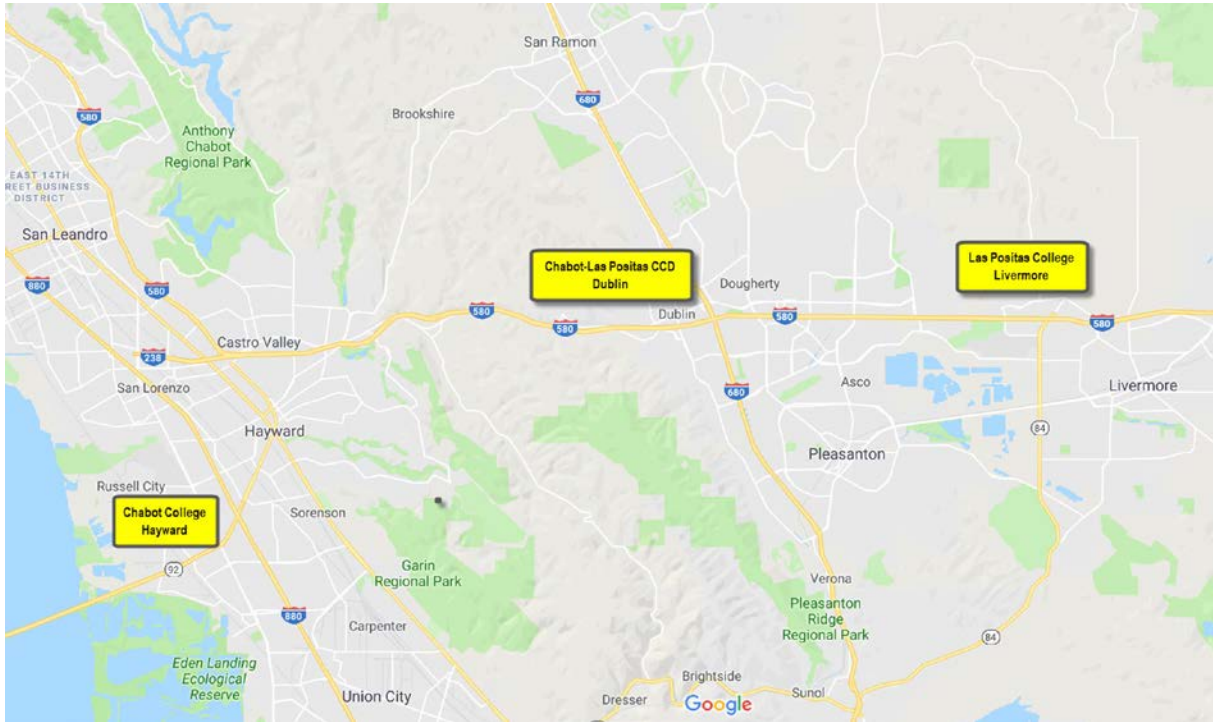 San Ramon
680
Brookshire
580
Anthony
Chabot
Regional Park
EAST 14TH
REET BUSINESS
DISTRICT
San Leandro
Chabot-Las Positas CCD
Dublin
Las Positas College
Livermore
880
580
Dougherty
580
580
Dublin
580
580
238
Castro Valley
San Lorenzo
680
Asco
Livermore
Hayward
84
Pleasanton
Russell City
Chabot College
Hayward
Sorenson
92
Garin
Regional Park
Verona
880
Pleasanton
Ridge
Regional Park
Carpenter
84
Eden Landing
Ecological
Reserve
Union City
Brightside
Dresser
Google
Sunol